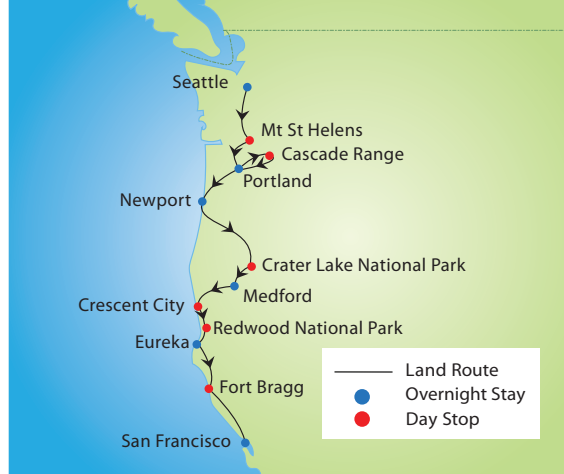 Seattle
Mt St Helens
Cascade Range
Portland
Newport
Crater Lake National Park
Medford
Crescent City
Redwood National Park
Eureka
Fort Bragg
San Francisco
Land Route
Overnight Stay
Day Stop